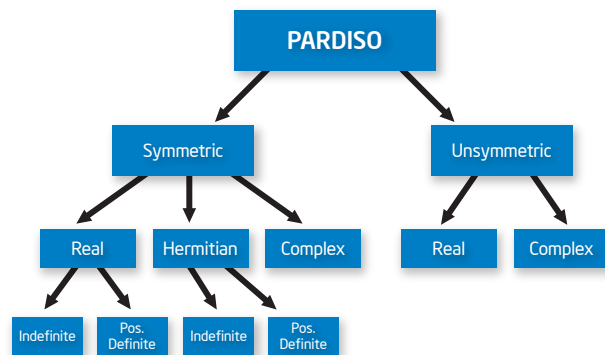 PARDISO
Symmetric
Unsymmetric
Real
Hermitian
Complex
Real
Complex
Indefinite
Pos.
Definite
Indefinite
Pos.
Definite